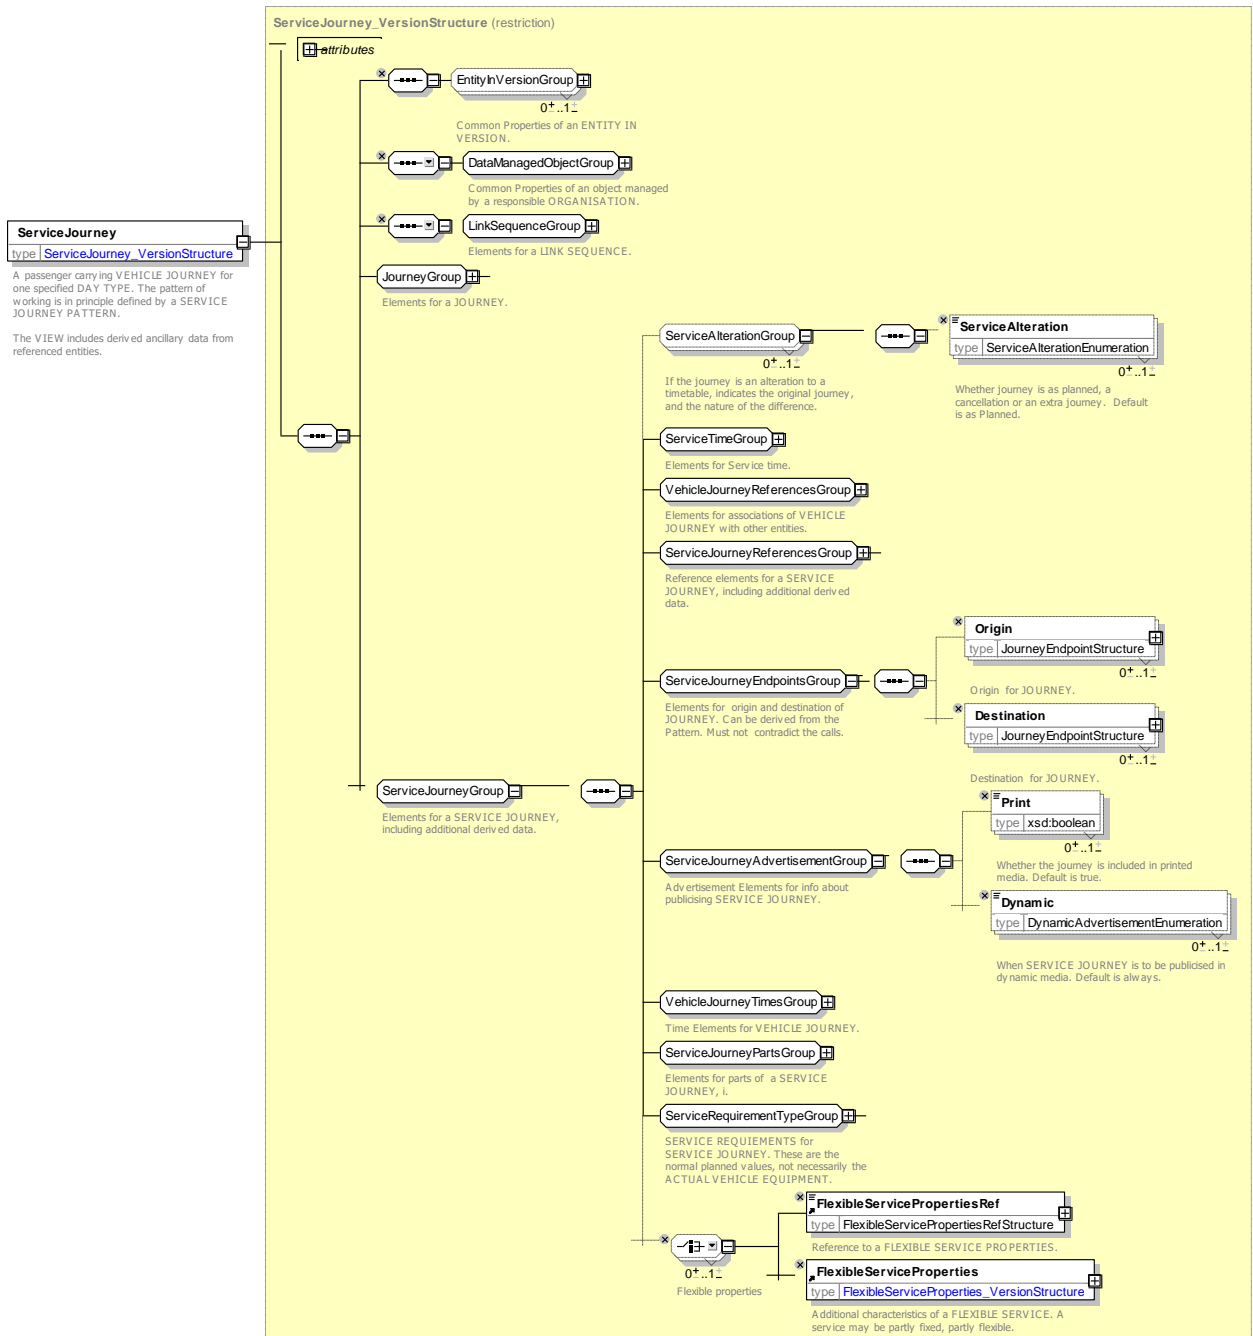 ServiceJourney_VersionStructure (restriction)
attributes
EntityInVersionGroup
0..1
Common Properties of an ENTITY IN
VERSION.
DataManagedObjectGroup
Common Properties of an object managed
by a responsible ORGANISATION.
LinkSequenceGroup
Elements for a LINK SEQUENCE.
ServiceJourney
type ServiceJourney_VersionStructure
A passenger carrying VEHICLE JOURNEY for
one specified DAY TYPE. The pattern of
working is in principle defined by a SERVICE
JOURNEY PATTERN.
The VIEW includes derived ancillary data from
referenced entities.
JourneyGroup
Elements for a JOURNEY.
ServiceAlterationGroup
0..1
If the journey is an alteration to a
timetable, indicates the original journey,
and the nature of the difference.
ServiceAlteration
type ServiceAlterationEnumeration
0..1
Whether journey is as planned, a
cancellation or an extra journey. Default
is as Planned.
ServiceTimeGroup
Elements for Service time.
VehicleJourneyReferencesGroup
Elements for associations of VEHICLE
JOURNEY with other entities.
ServiceJourneyReferencesGroup
Reference elements for a SERVICE
JOURNEY, including additional derived
data.
ServiceJourneyEndpointsGroup
Elements for origin and destination of
JOURNEY. Can be derived from the
Pattern. Must not contradict the calls.
Origin
type JourneyEndpointStructure
0..1
Origin for JOURNEY.
Destination
type JourneyEndpointStructure
0..1
Destination for JOURNEY.
ServiceJourneyGroup
Elements for a SERVICE JOURNEY,
including additional derived data.
ServiceJourneyAdvertisementGroup
Advertisement Elements for info about
publicising SERVICE JOURNEY.
Print
type xsd:boolean
0..1
Whether the journey is included in printed
media. Default is true.
Dynamic
type DynamicAdvertisementEnumeration
0..1
When SERVICE JOURNEY is to be publicised in
dynamic media. Default is always.
VehicleJourneyTimesGroup
Time Elements for VEHICLE JOURNEY.
ServiceJourneyPartsGroup
Elements for parts of a SERVICE
JOURNEY, i.
ServiceRequirementTypeGroup
SERVICE REQUIEMENTS for
SERVICE JOURNEY. These are the
normal planned values, not necessarily the
ACTUAL VEHICLE EQUIPMENT.
0..1
Flexible properties
FlexibleServicePropertiesRef
type FlexibleServicePropertiesRefStructure
Reference to a FLEXIBLE SERVICE PROPERTIES.
FlexibleServiceProperties
type FlexibleServiceProperties_VersionStructure
Additional characteristics of a FLEXIBLE SERVICE. A
service may be partly fixed, partly flexible.